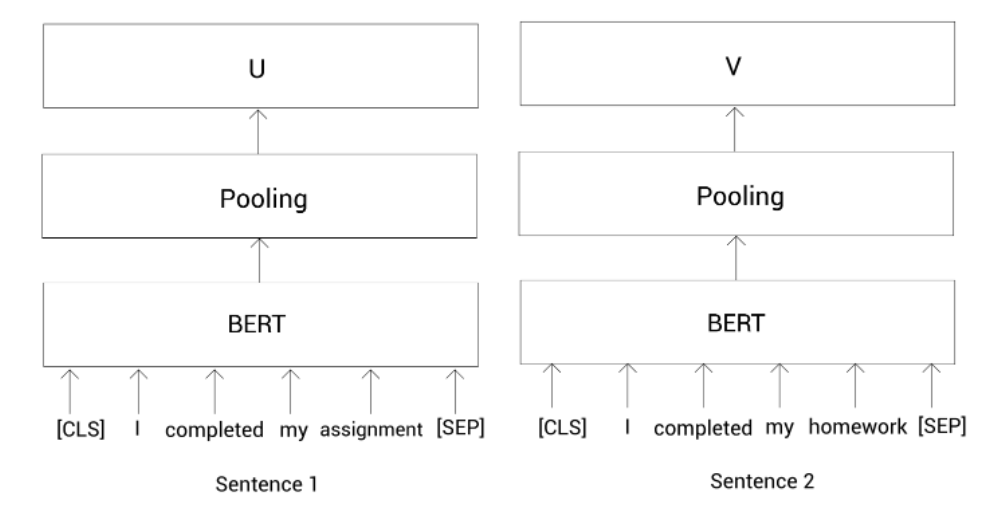 U
V
Pooling
Pooling
BERT
BERT
[CLS] I completed my assignment [SEP]
[CLS] I completed my homework [SEP]
Sentence 1
Sentence 2